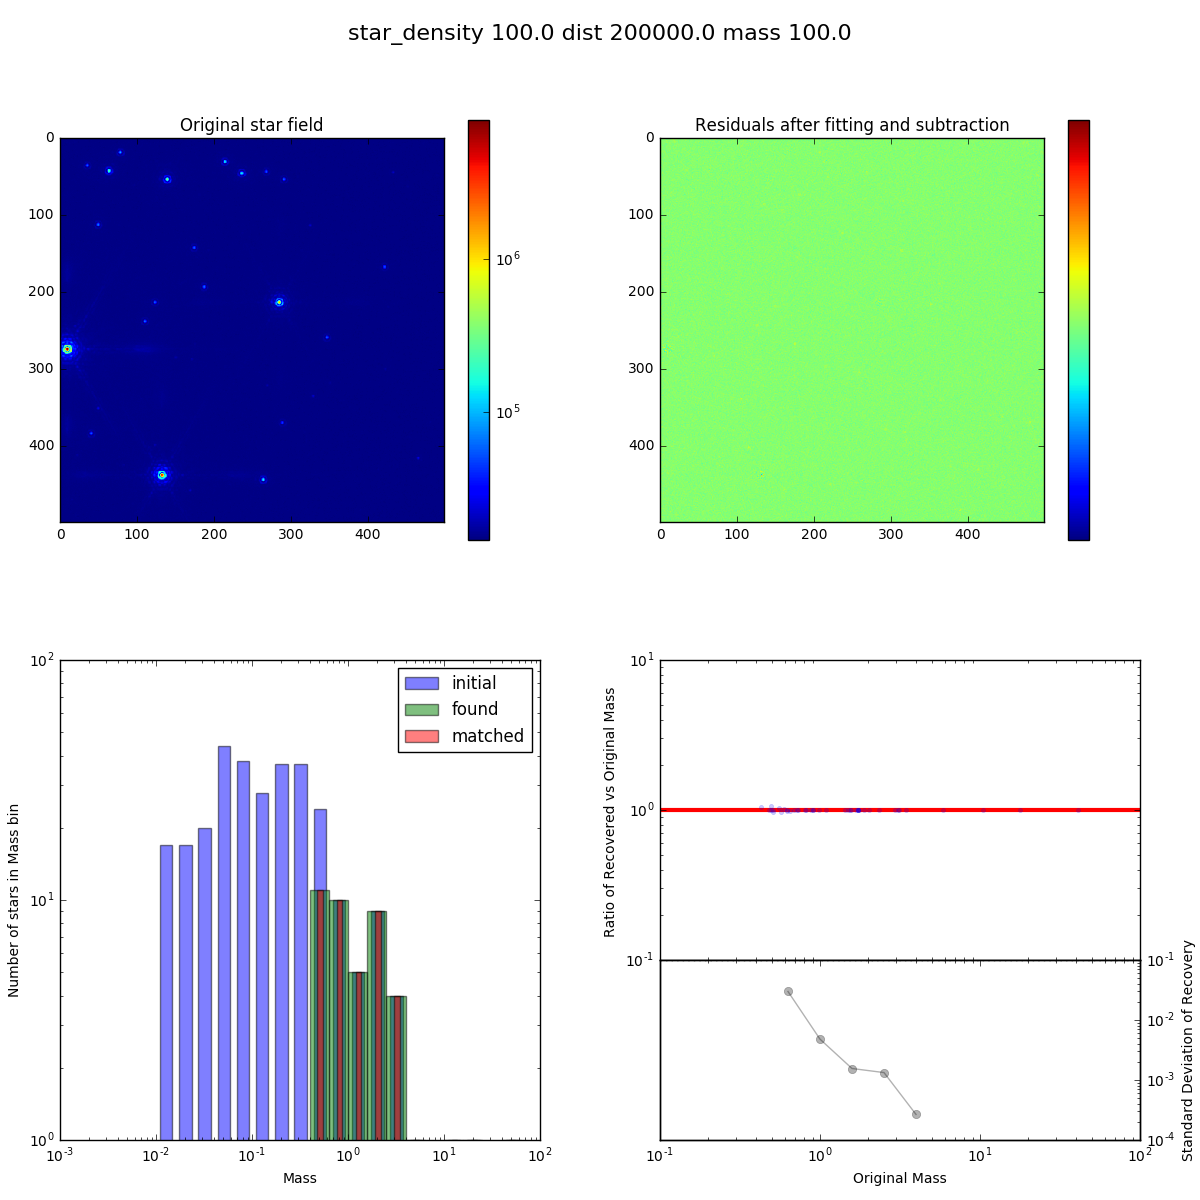 star_density 100.0 dist 200000.0 mass 100.0
Original star field
0
100
200
300
400
0 100 200 300 400
10^6
10^5
Residuals after fitting and subtraction
0
100
200
300
400
0 100 200 300 400
Number of stars in Mass bin
10^2
10^1
10^0
initial
found
matched
10^-3 10^-2 10^-1 10^0 10^1 10^2
Mass
Ratio of Recovered vs Original Mass
10^1
10^0
10^-1
10^-1
10^-2
10^-3
10^-4
Standard Deviation of Recovery
10^-1 10^0 10^1 10^2
Original Mass